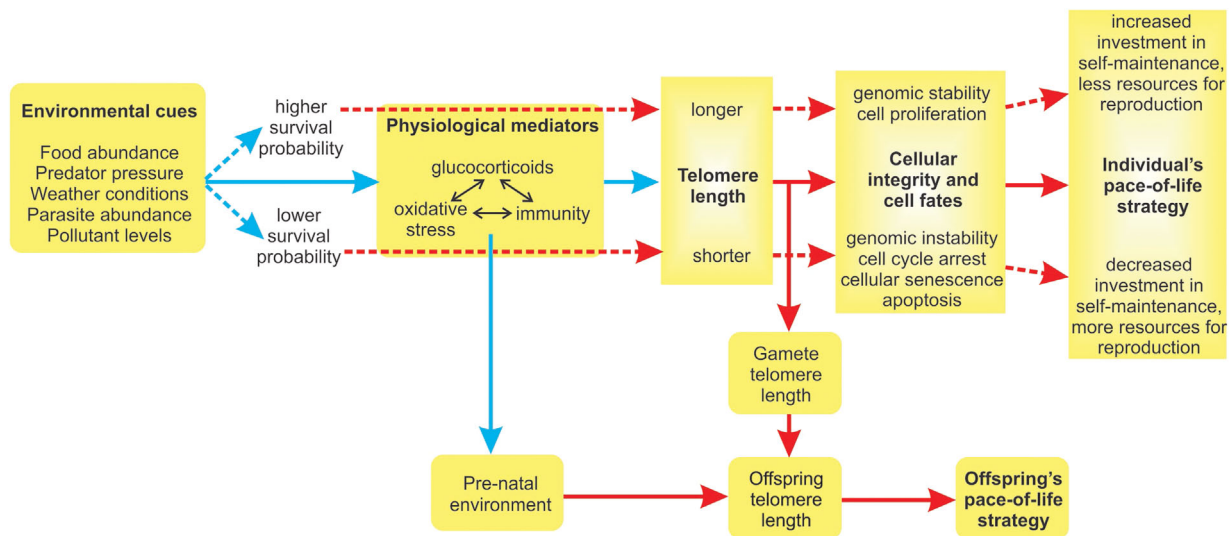 Environmental cues
Food abundance
Predator pressure
Weather conditions
Parasite abundance
Pollutant levels
higher
survival
probability
lower
survival
probability
Physiological mediators
glucocorticoids
oxidative
stress
immunity
longer
Telomere
length
shorter
genomic stability
cell proliferation
Cellular
integrity and
cell fates
genomic instability
cell cycle arrest
cellular senescence
apoptosis
increased
investment in
self-maintenance,
less resources for
reproduction
Individual's
pace-of-life
strategy
decreased
investment in
self-maintenance,
more resources for
reproduction
Gamete
telomere
length
Pre-natal
environment
Offspring
telomere
length
Offspring's
pace-of-life
strategy